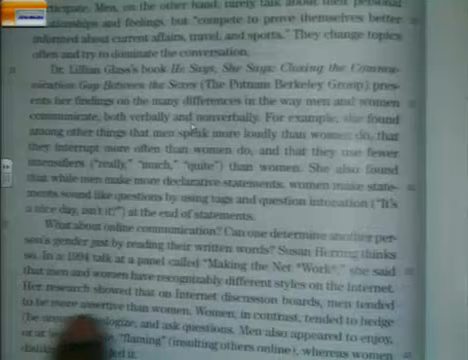 participate. Men, on the other hand, rarely talk about their personal
relationships and feelings, but "compete to prove themselves better
informed about current affairs, travel, and sports." They change topics
often and try to dominate the conversation.
Dr. Lillian Glass's book He Says, She Says: Closing the Commu-
nication Gap Between the Sexes (The Putnam Berkeley Group) pres-
ents her findings on the many differences in the way men and women
communicate, both verbally and nonverbally. For example, she found
among other things that men speak more loudly than women do, that
they interrupt more often than women do, and that they use fewer
intensifiers ("really," "much," "quite") than women. She also found
that while men make more declarative statements, women make state-
ments sound like questions by using tags and question intonation ("It's
a nice day, isn't it?") at the end of statements.
What about online communication? Can one determine another per-
son's gender just by reading their written words? Susan Herring thinks
so. In a 1994 talk at a panel called "Making the Net *Work*," she said
that men and women have recognizably different styles on the Internet.
Her research showed that on Internet discussion boards, men tended
to be more assertive than women. Women, in contrast, tended to hedge
(be and ask questions. Men also appeared to enjoy,
or at "flaming" (insulting others online), whereas women
it.